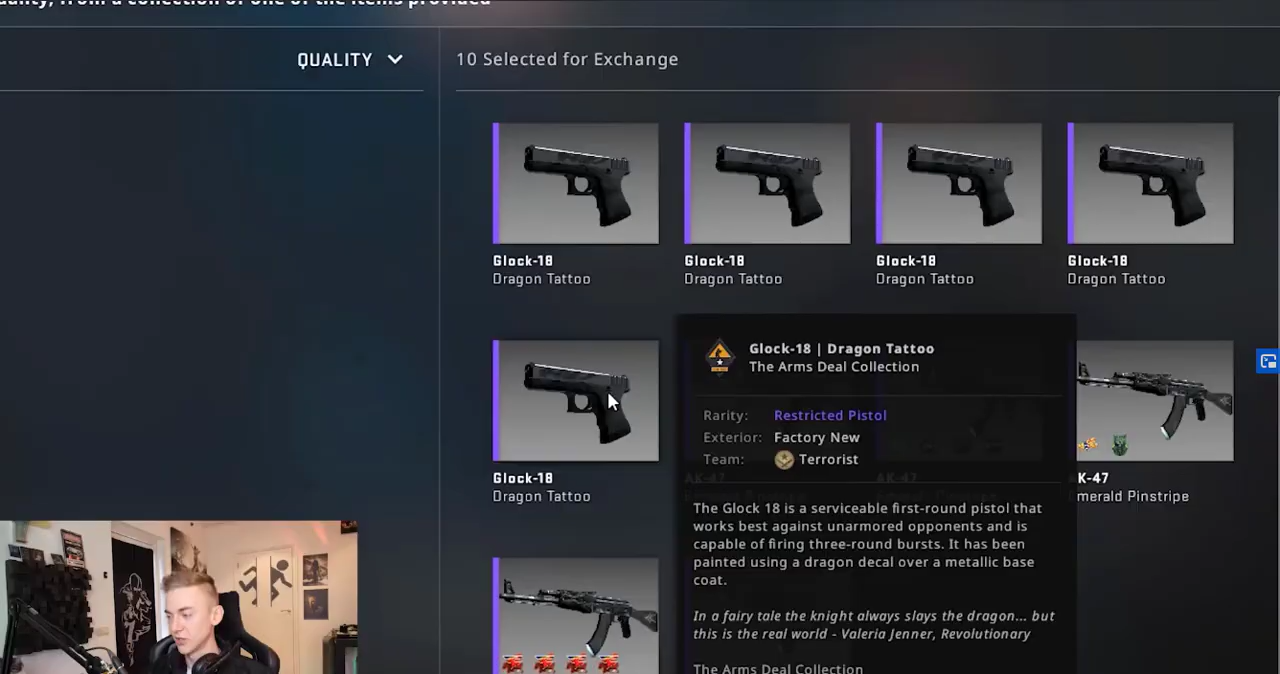 QUALITY
10 Selected for Exchange
Glock-18
Dragon Tattoo
Glock-18
Dragon Tattoo
Glock-18
Dragon Tattoo
Glock-18
Dragon Tattoo
Glock-18
Dragon Tattoo
Glock-18 | Dragon Tattoo
The Arms Deal Collection
Rarity: Restricted Pistol
Exterior: Factory New
Team: Terrorist
The Glock 18 is a serviceable first-round pistol that
works best against unarmored opponents and is
capable of firing three-round bursts. It has been
painted using a dragon decal over a metallic base
coat.
In a fairy tale the knight always slays the dragon... but
this is the real world - Valeria Jenner, Revolutionary
The Arms Deal Collection
K-47
merald Pinstripe